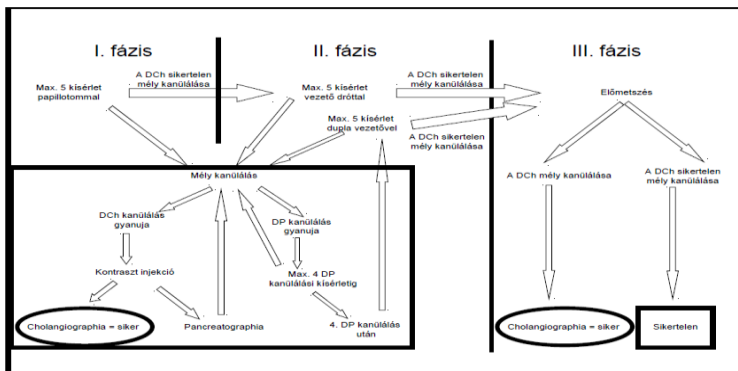 I. fázis
II. fázis
III. fázis
Max. 5 kísérlet
papillotommal
A DCh sikertelen
mély kanülálása
Max. 5 kísérlet
vezető dróttal
A DCh sikertelen
mély kanülálása
Előmetszés
Max. 5 kísérlet
dupla vezetővel
A DCh sikertelen
mély kanülálása
Mély kanülálás
A DCh mély kanülálása
A DCh sikertelen
mély kanülálása
DCh kanülálás
gyanuja
DP kanülálás
gyanuja
Kontraszt injekció
Max. 4 DP
kanülálási kísérletig
Cholangiographia = siker
Pancreatographia
4. DP kanülálás
után
Cholangiographia = siker
Sikertelen